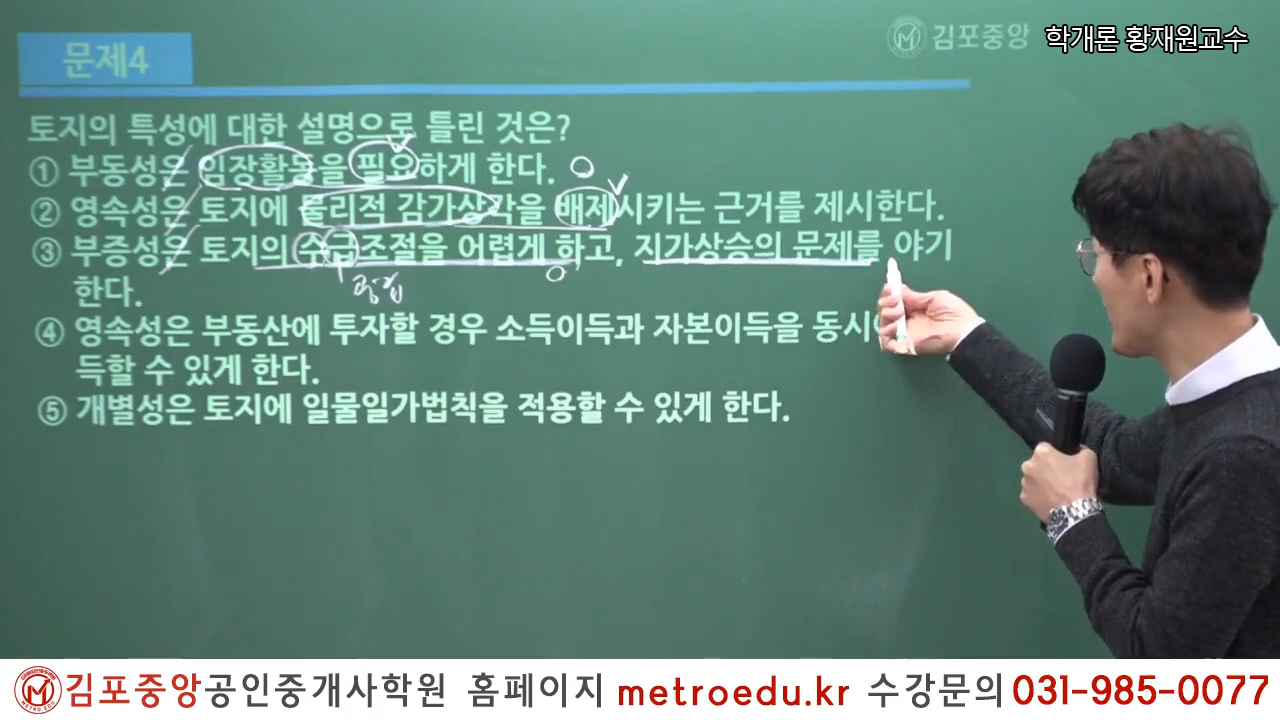 김포중앙 학개론 황재원교수
문제4
토지의 특성에 대한 설명으로 틀린 것은?
① 부동성은 임장활동을 필요하게 한다.
② 영속성은 토지에 물리적 감가상각을 배제시키는 근거를 제시한다.
③ 부증성은 토지의 수급조절을 어렵게 하고, 지가상승의 문제를 야기
한다.
④ 영속성은 부동산에 투자할 경우 소득이득과 자본이득을 동시에
득할 수 있게 한다.
⑤ 개별성은 토지에 일물일가법칙을 적용할 수 있게 한다.
김포중앙공인중개사학원 홈페이지 metroedu.kr 수강문의 031-985-0077